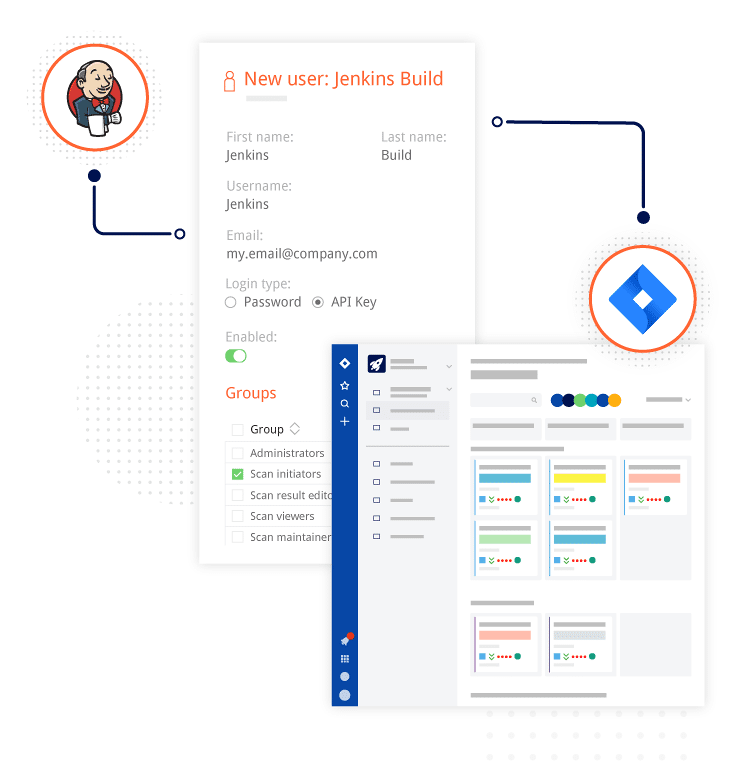 New user: Jenkins Build
First name: Last name:
Jenkins Build
Username:
Jenkins
Email:
my.email@company.com
Login type:
Password API Key
Enabled:
Groups
Group
Administrators
Scan initiators
Scan result edito
Scan viewers
Scan maintainer